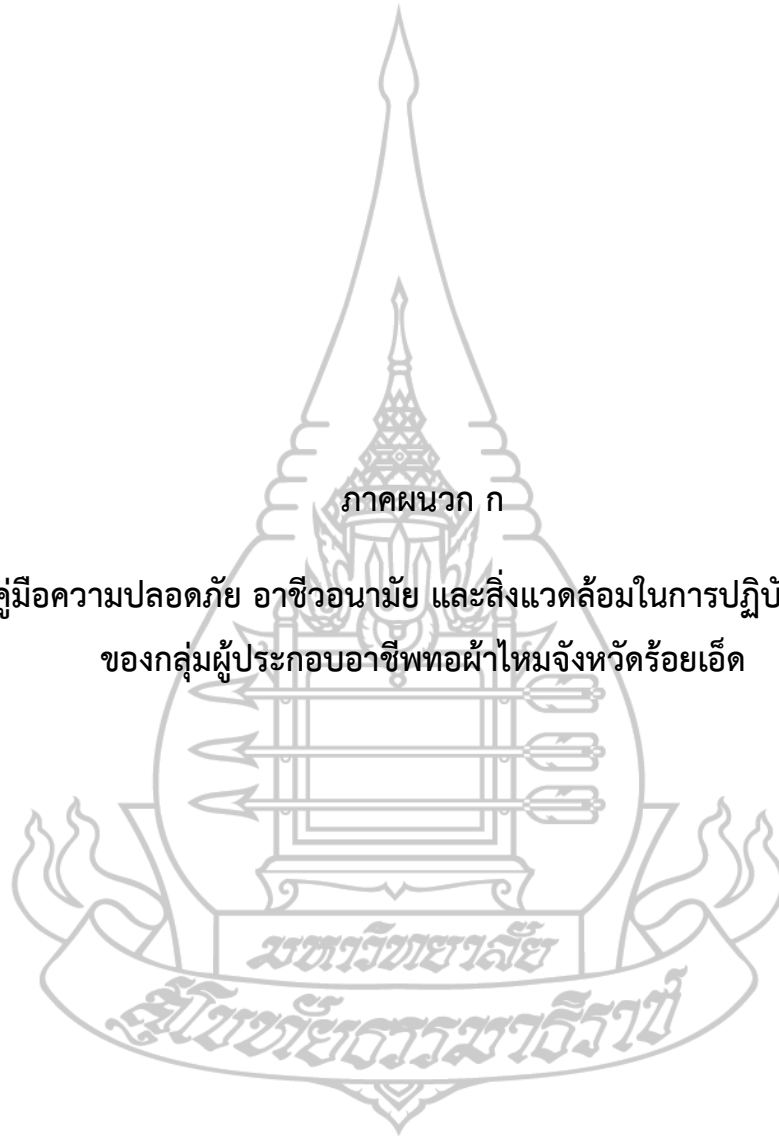 ภาคผนวก ก
คู่มือความปลอดภัย อาชีวอนามัย และสิ่งแวดล้อมในการปฏิบั
ของกลุ่มผู้ประกอบอาชีพทอผ้าไหมจังหวัดร้อยเอ็ด
มหาวิทยาลัย
สุโขทัยธรรมาธิราช